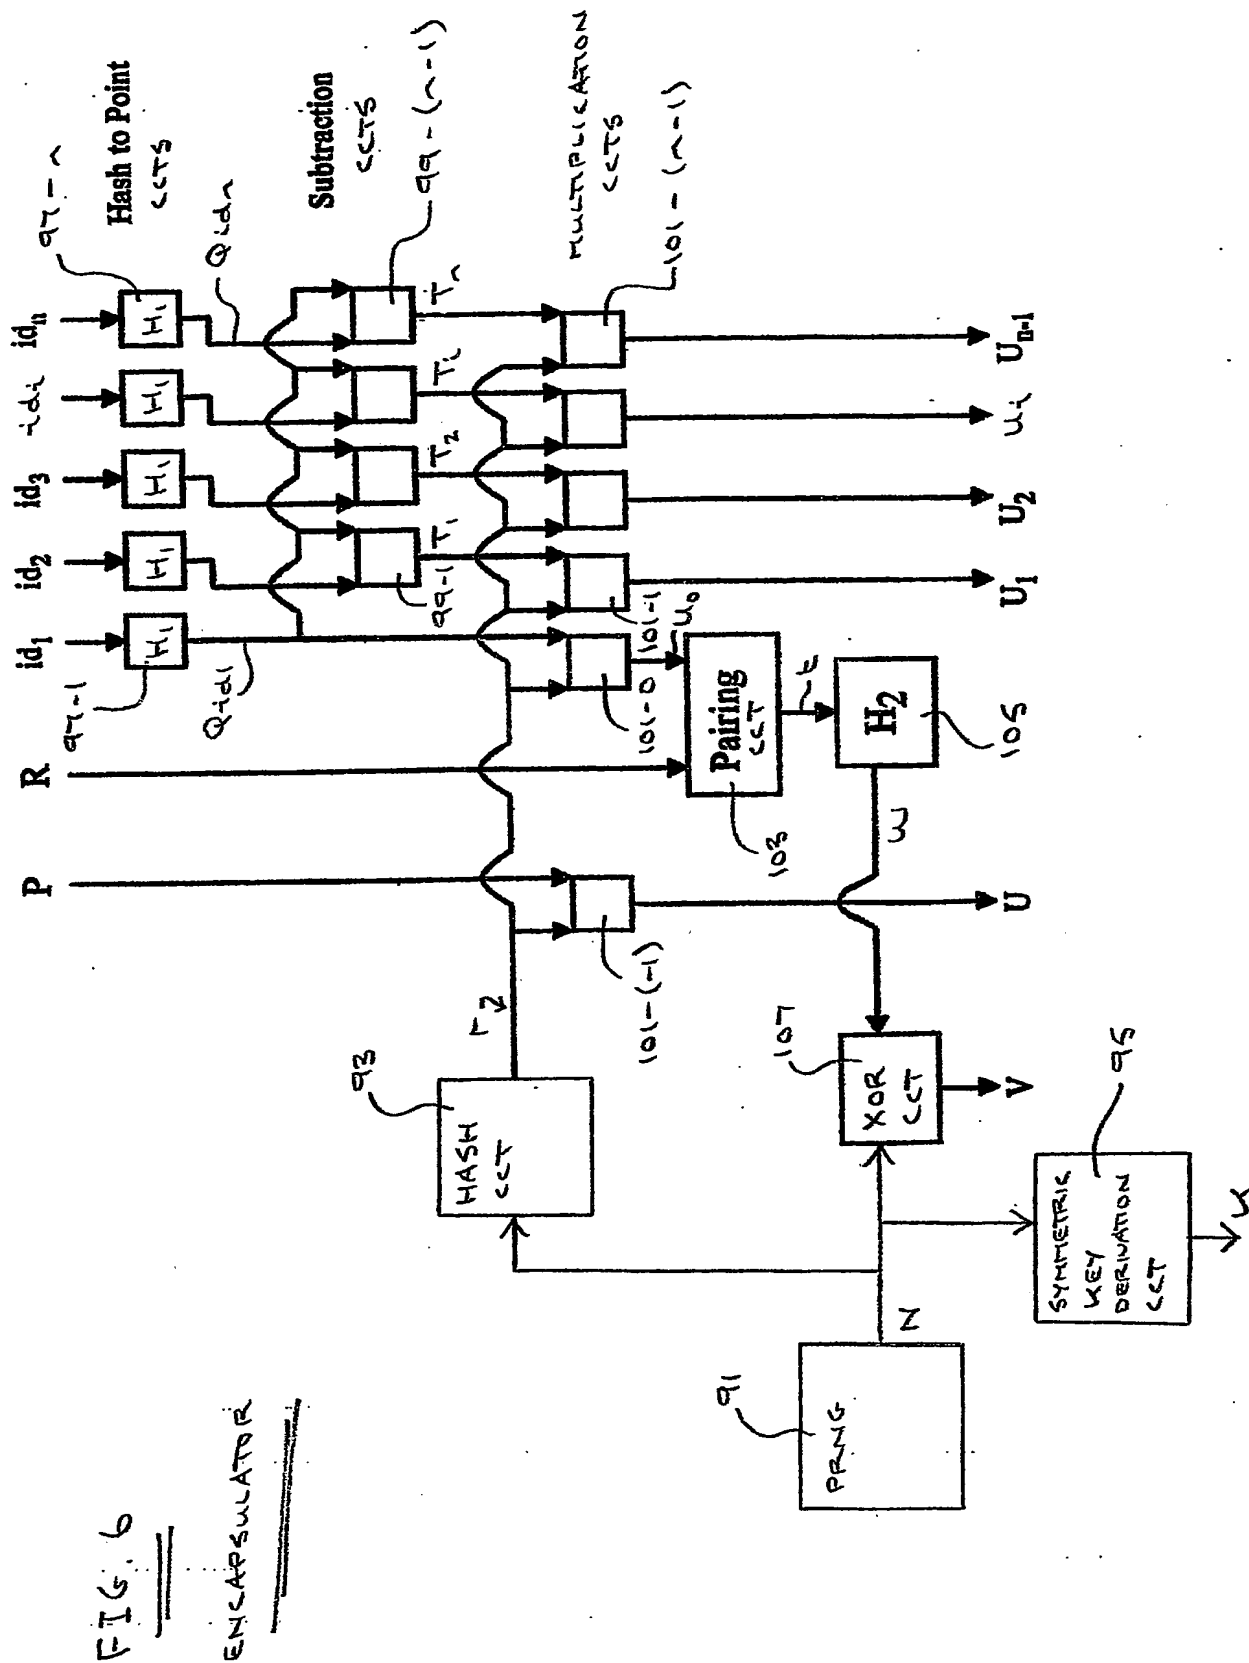 FIG. 6
ENCAPSULATOR
P
R
id1
id2
id3
idi
idn
97-1
97-n
H1
H1
H1
H1
H1
Hash to Point
CCTS
Qid1
Qidn
Subtraction
CCTS
99-1
99-(n-1)
T1
T2
Ti
Tn
MULTIPLICATION
CCTS
93
HASH
CCT
r2
101-(-1)
101-0
101-1
101-(n-1)
U0
Pairing
CCT
103
t
H2
105
W
107
XOR
CCT
U
U1
U2
Ui
Un-1
V
91
PRNG
N
95
SYMMETRIC
KEY
DERIVATION
CCT
K